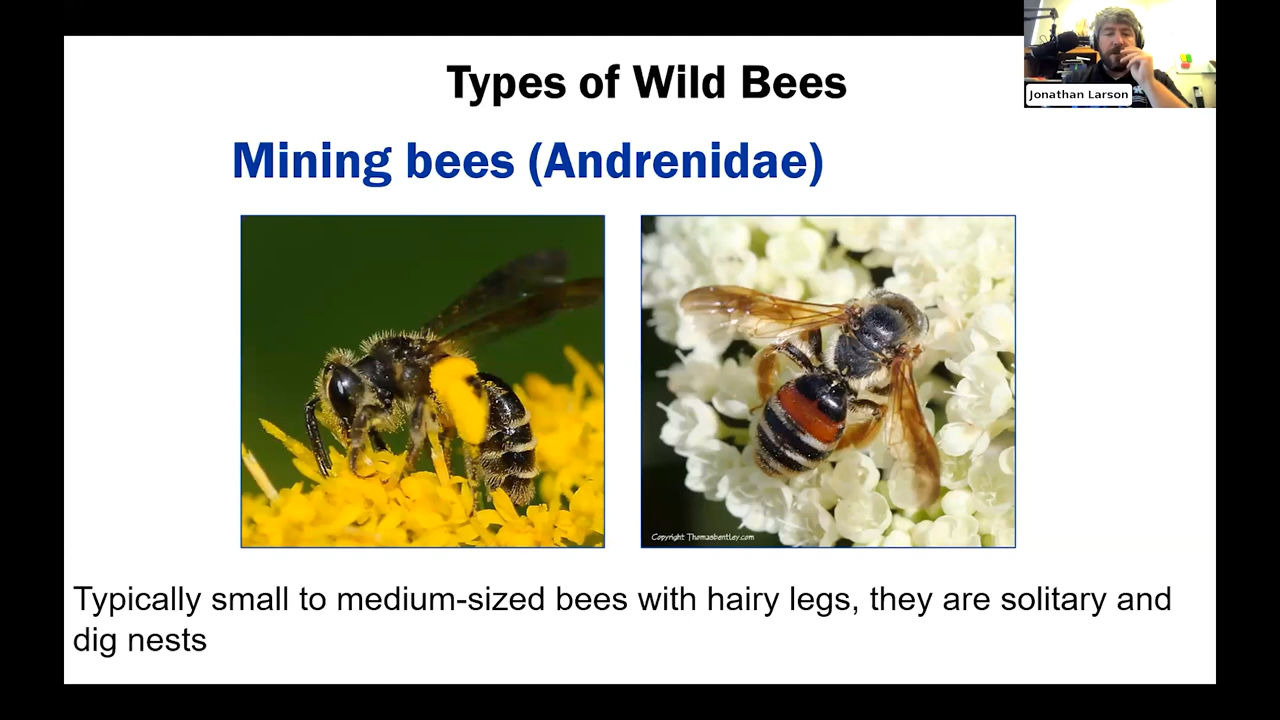 Types of Wild Bees
Jonathan Larson
Mining bees (Andrenidae)
Copyright Thomasbentley.com
Typically small to medium-sized bees with hairy legs, they are solitary and
dig nests